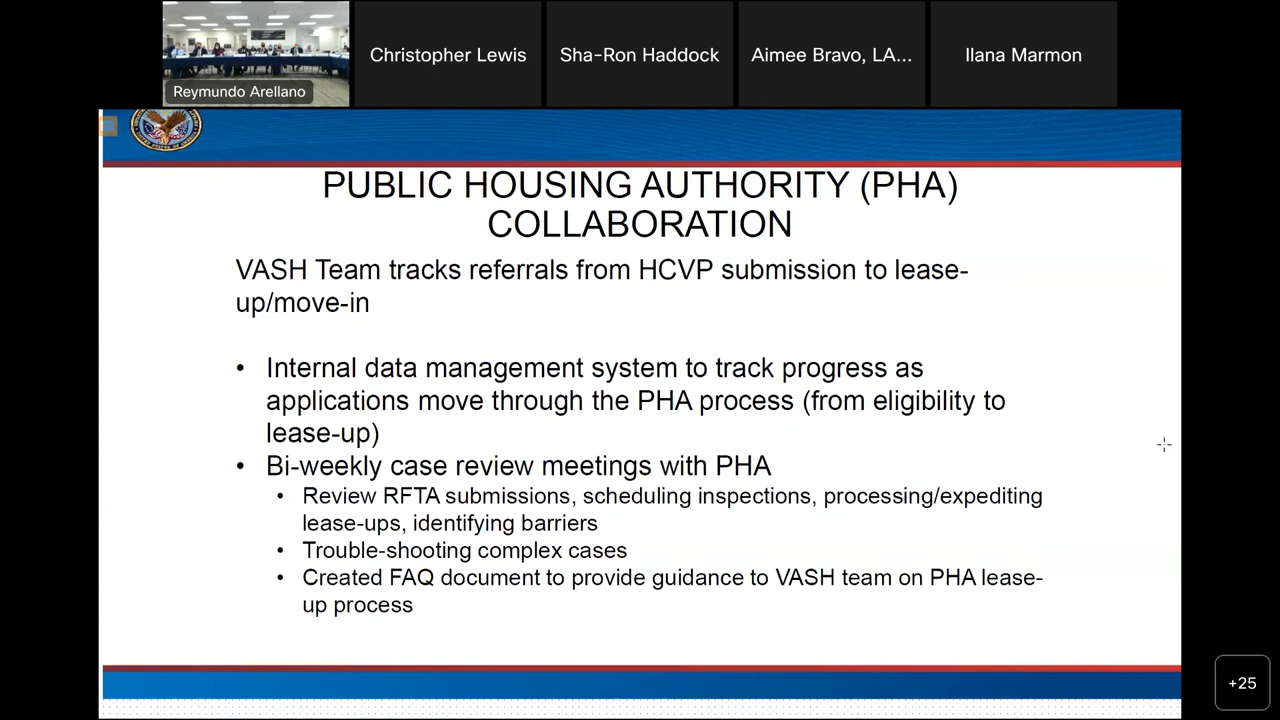 Christopher Lewis
Sha-Ron Haddock
Aimee Bravo, LA...
Ilana Marmon
Reymundo Arellano
PUBLIC HOUSING AUTHORITY (PHA)
COLLABORATION
VASH Team tracks referrals from HCVP submission to lease-
up/move-in
• Internal data management system to track progress as
applications move through the PHA process (from eligibility to
lease-up)
• Bi-weekly case review meetings with PHA
• Review RFTA submissions, scheduling inspections, processing/expediting
lease-ups, identifying barriers
• Trouble-shooting complex cases
• Created FAQ document to provide guidance to VASH team on PHA lease-
up process
+25